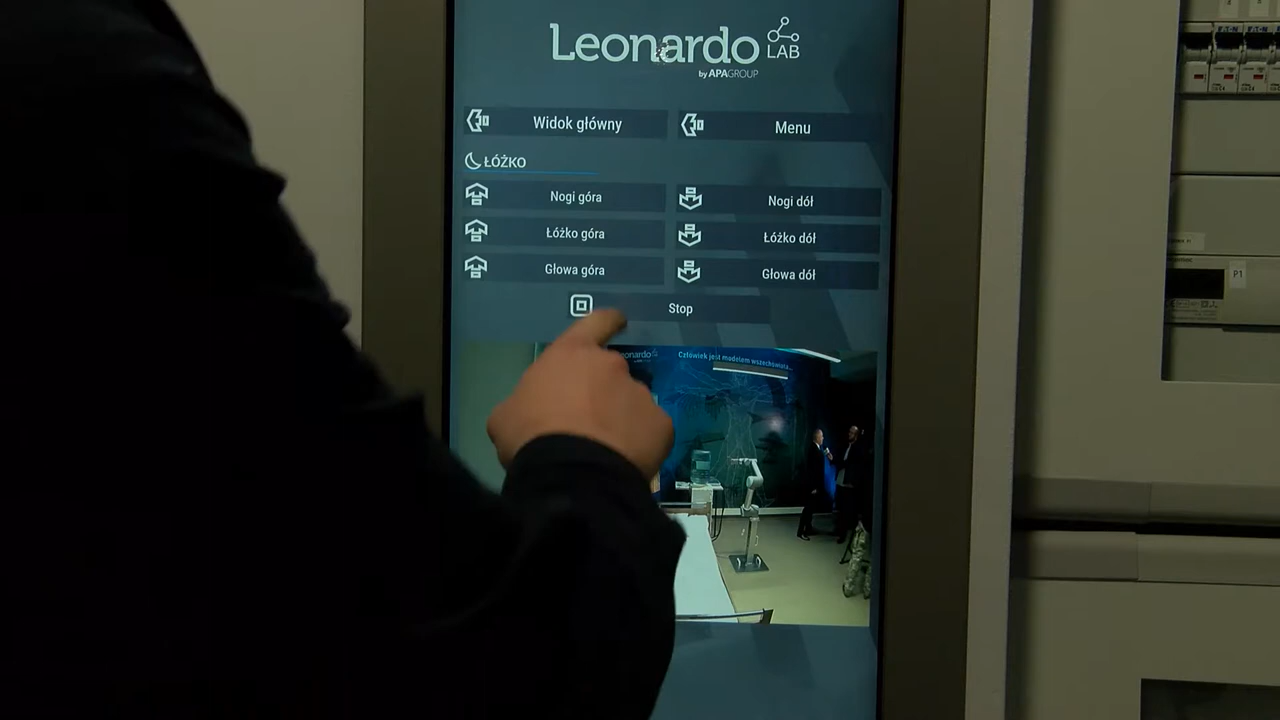 Leonardo LAB
by APAGROUP
Widok główny
Menu
ŁÓŻKO
Nogi góra
Nogi dół
Łóżko góra
Łóżko dół
Głowa góra
Głowa dół
Stop
Człowiek jest modelem wszechświata...
P1